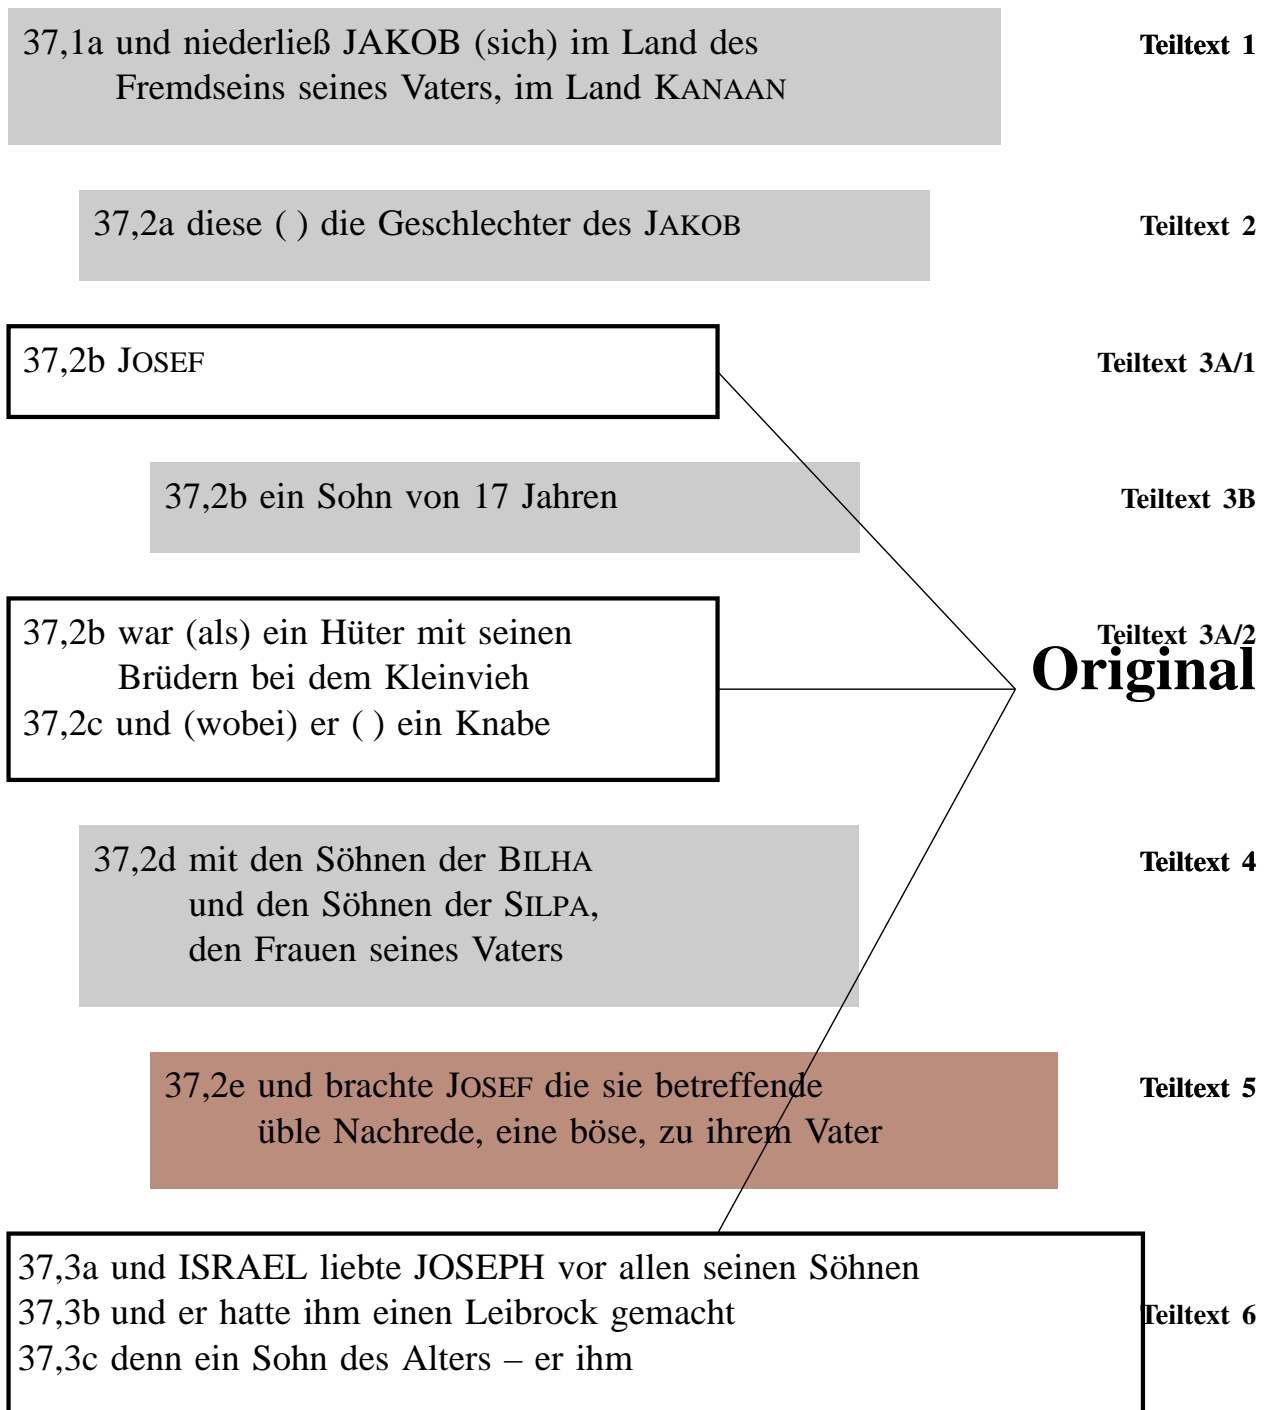 37,1a und niederließ JAKOB (sich) im Land des Teiltext 1
Fremdseins seines Vaters, im Land KANAAN
37,2a diese ( ) die Geschlechter des JAKOB Teiltext 2
37,2b JOSEF Teiltext 3A/1
37,2b ein Sohn von 17 Jahren Teiltext 3B
37,2b war (als) ein Hüter mit seinen Teiltext 3A/2
Brüdern bei dem Kleinvieh Original
37,2c und (wobei) er ( ) ein Knabe
37,2d mit den Söhnen der BILHA Teiltext 4
und den Söhnen der SILPA,
den Frauen seines Vaters
37,2e und brachte JOSEF die sie betreffende Teiltext 5
üble Nachrede, eine böse, zu ihrem Vater
37,3a und ISRAEL liebte JOSEPH vor allen seinen Söhnen
37,3b und er hatte ihm einen Leibrock gemacht Teiltext 6
37,3c denn ein Sohn des Alters – er ihm